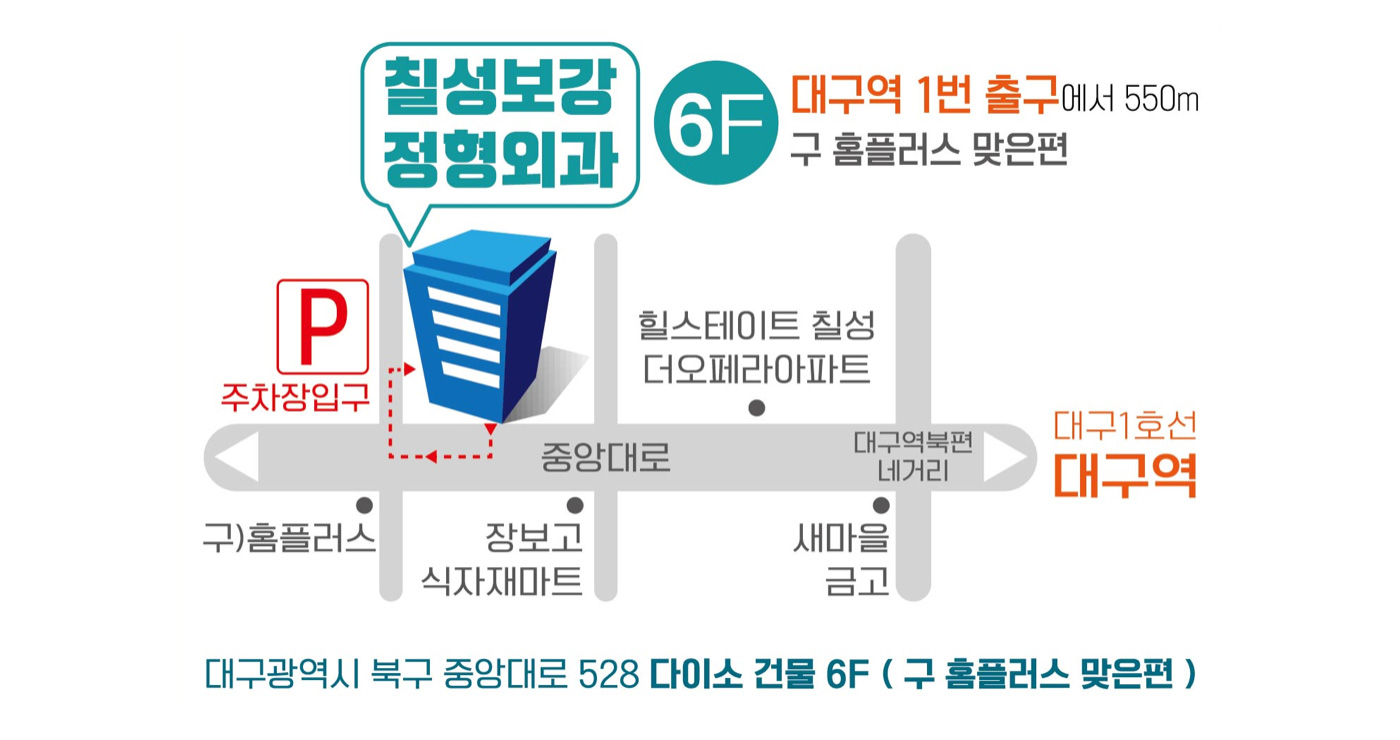 칠성보강
정형외과
6F
대구역 1번 출구에서 550m
구 홈플러스 맞은편
P
주차장입구
힐스테이트 칠성
더오페라아파트
중앙대로
대구역북편
네거리
대구1호선
대구역
구)홈플러스
장보고
식자재마트
새마을
금고
대구광역시 북구 중앙대로 528 다이소 건물 6F ( 구 홈플러스 맞은편 )